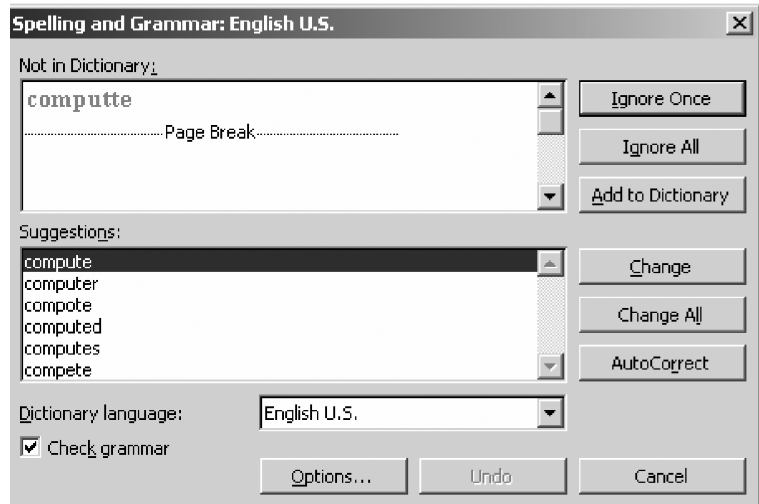 Spelling and Grammar: English U.S.
Not in Dictionary:
computte
Page Break
Ignore Once
Ignore All
Add to Dictionary
Suggestions:
compute
computer
compote
computed
computes
compete
Change
Change All
AutoCorrect
Dictionary language:
English U.S.
Check grammar
Options...
Undo
Cancel